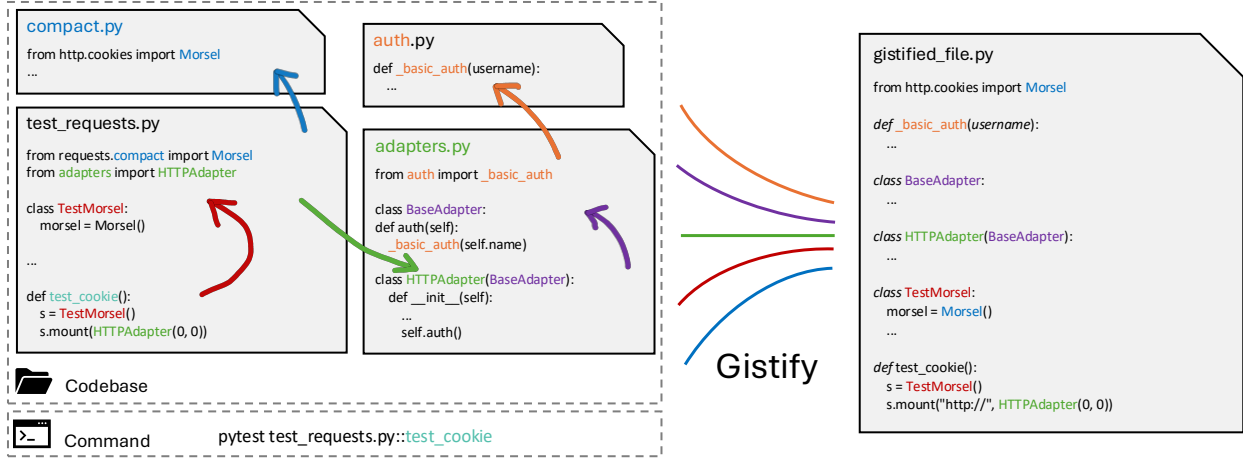 compact.py
from http.cookies import Morsel
...
auth.py
def _basic_auth(username):
...
test_requests.py
from requests.compact import Morsel
from adapters import HTTPAdapter
class TestMorsel:
morsel = Morsel()
...
def test_cookie():
s = TestMorsel()
s.mount(HTTPAdapter(0, 0))
adapters.py
from auth import _basic_auth
class BaseAdapter:
def auth(self):
_basic_auth(self.name)
class HTTPAdapter(BaseAdapter):
def __init__(self):
...
self.auth()
Codebase
Command
pytest test_requests.py::test_cookie
Gistify
gistified_file.py
from http.cookies import Morsel
def _basic_auth(username):
...
class BaseAdapter:
...
class HTTPAdapter(BaseAdapter):
...
class TestMorsel:
morsel = Morsel()
...
def test_cookie():
s = TestMorsel()
s.mount("http://", HTTPAdapter(0, 0))